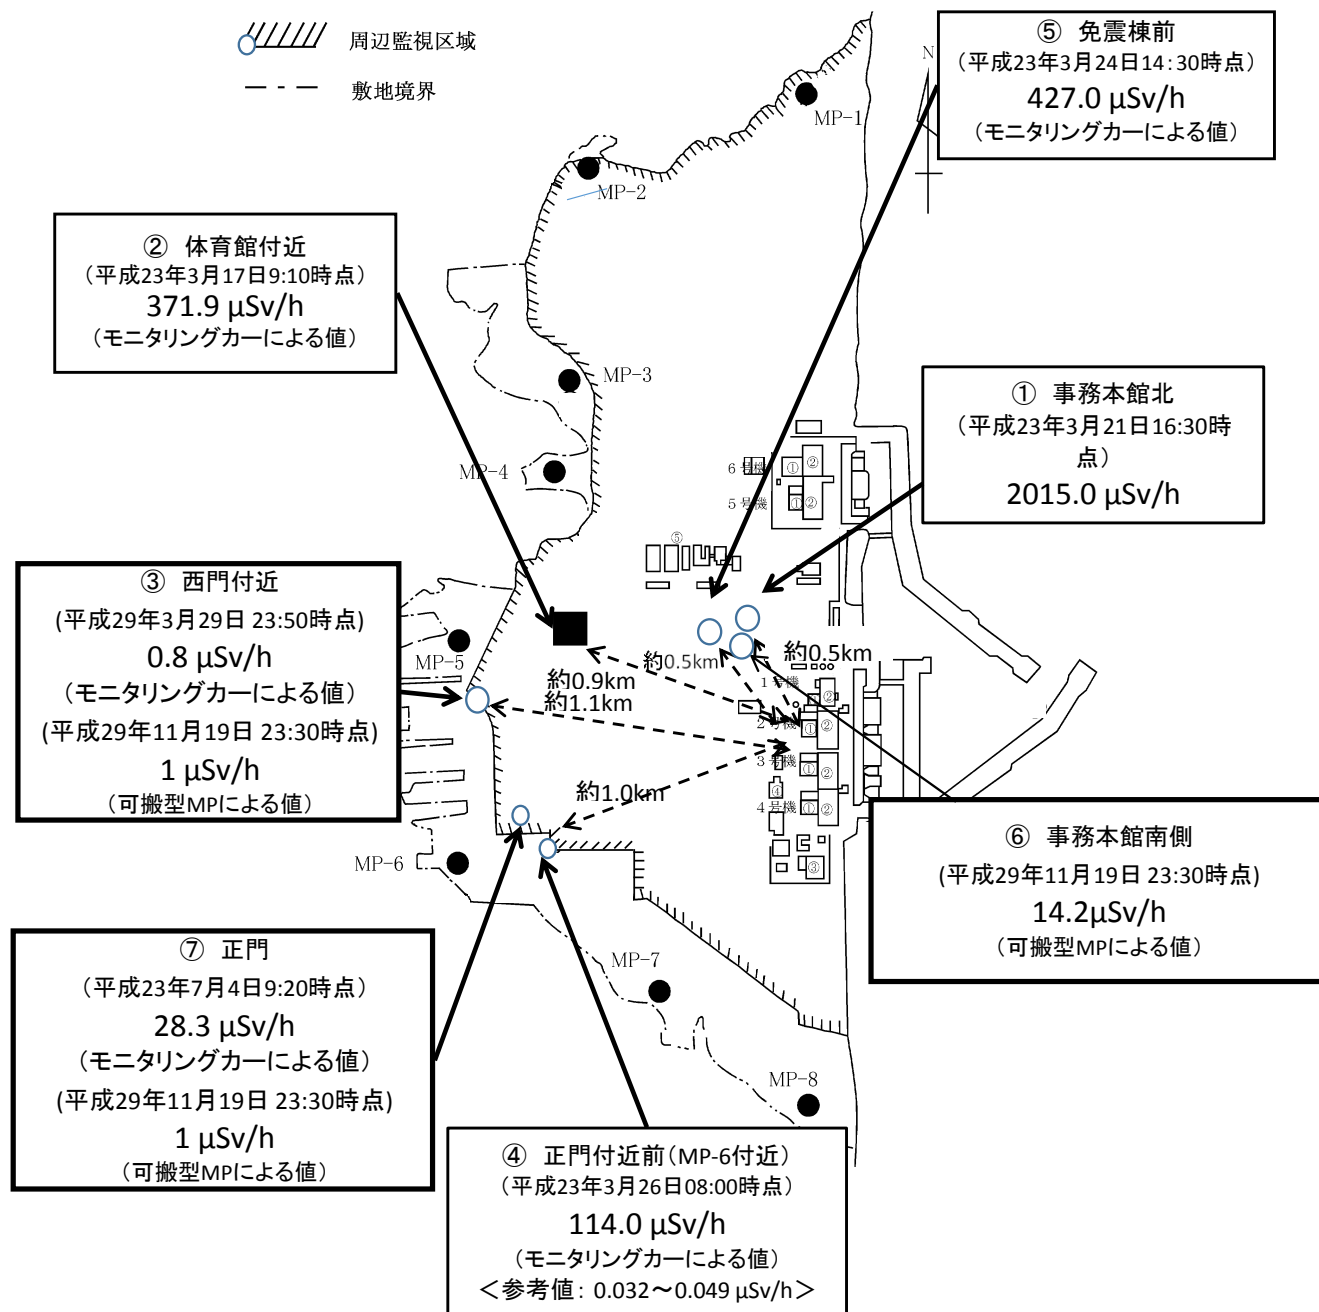 周辺監視区域
敷地境界
N
MP-1
MP-2
⑤ 免震棟前
(平成23年3月24日14:30時点)
427.0 μSv/h
(モニタリングカーによる値)
② 体育館付近
(平成23年3月17日9:10時点)
371.9 μSv/h
(モニタリングカーによる値)
MP-3
MP-4
① 事務本館北
(平成23年3月21日16:30時
点)
2015.0 μSv/h
6号機
①
②
5号機
①
②
⑤
③ 西門付近
(平成29年3月29日 23:50時点)
0.8 μSv/h
(モニタリングカーによる値)
(平成29年11月19日 23:30時点)
1 μSv/h
(可搬型MPによる値)
MP-5
約0.5km
約0.5km
約0.9km
約1.1km
約1.0km
1号機
②
2号機
①
②
3号機
①
②
④
4号機
①
②
③
MP-6
⑥ 事務本館南側
(平成29年11月19日 23:30時点)
14.2μSv/h
(可搬型MPによる値)
⑦ 正門
(平成23年7月4日9:20時点)
28.3 μSv/h
(モニタリングカーによる値)
(平成29年11月19日 23:30時点)
1 μSv/h
(可搬型MPによる値)
MP-7
MP-8
④ 正門付近前(MP-6付近)
(平成23年3月26日08:00時点)
114.0 μSv/h
(モニタリングカーによる値)
＜参考値: 0.032～0.049 μSv/h＞